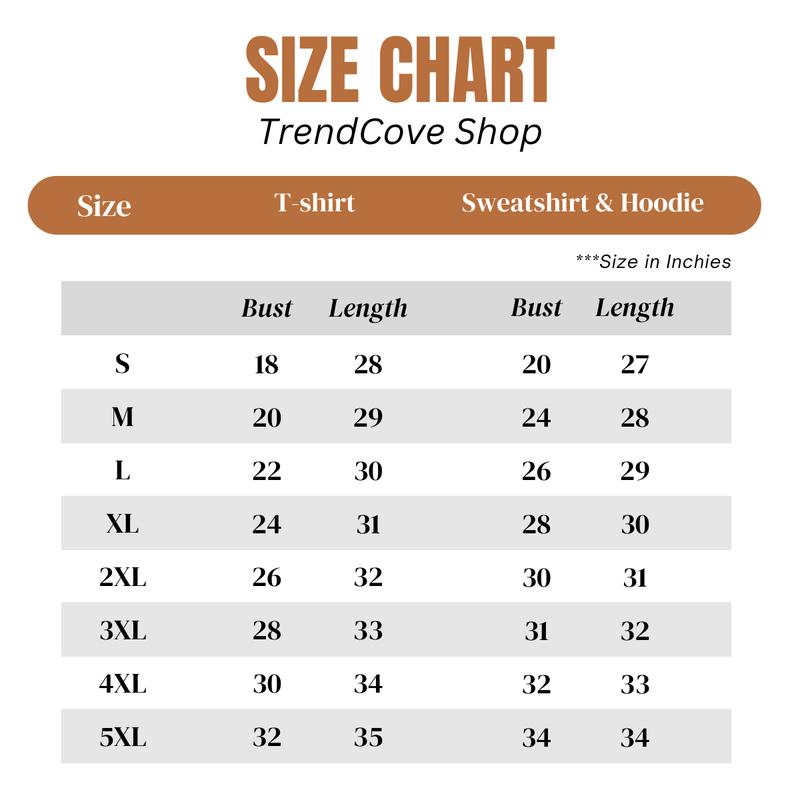 SIZE CHART
TrendCove Shop
Size T-shirt Sweatshirt & Hoodie
***Size in Inchies
Bust Length Bust Length
S 18 28 20 27
M 20 29 24 28
L 22 30 26 29
XL 24 31 28 30
2XL 26 32 30 31
3XL 28 33 31 32
4XL 30 34 32 33
5XL 32 35 34 34